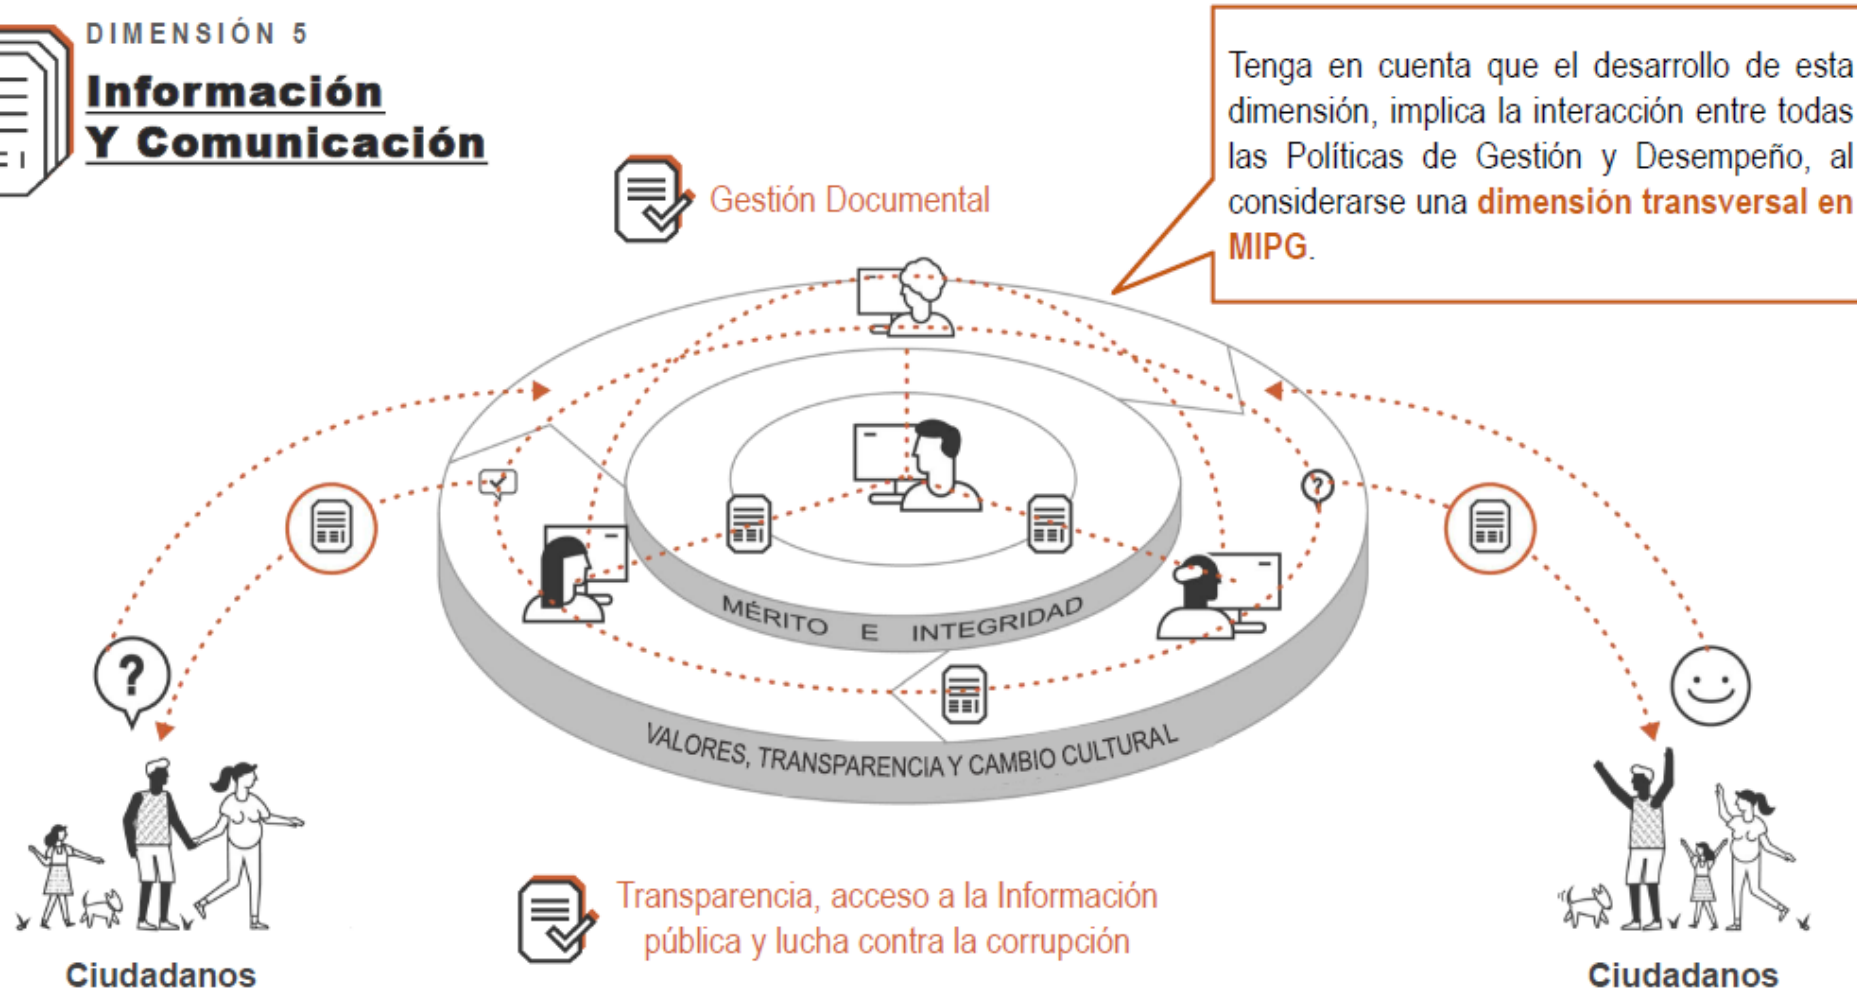 DIMENSIÓN 5
Información
Y Comunicación
Tenga en cuenta que el desarrollo de esta
dimensión, implica la interacción entre todas
las Políticas de Gestión y Desempeño, al
considerarse una dimensión transversal en
MIPG.
Gestión Documental
?
?
MÉRITO E INTEGRIDAD
VALORES, TRANSPARENCIA Y CAMBIO CULTURAL
Transparencia, acceso a la Información
pública y lucha contra la corrupción
Ciudadanos
Ciudadanos